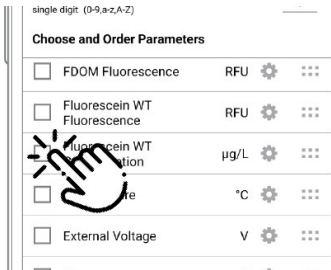 single digit (0-9,a-z,A-Z)
Choose and Order Parameters
FDOM Fluorescence RFU
Fluorescein WT
Fluorescence RFU
Fluorescein WT
µg/L
°C
External Voltage V